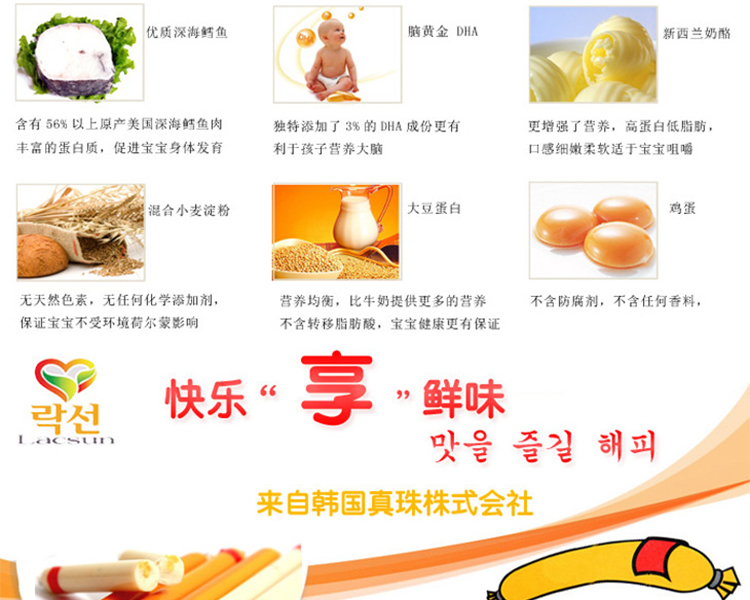 优质深海鳕鱼
脑黄金 DHA
新西兰奶酪
含有 56% 以上原产美国深海鳕鱼肉
丰富的蛋白质，促进宝宝身体发育
独特添加了 3% 的 DHA 成份更有
利于孩子营养大脑
更增强了营养，高蛋白低脂肪，
口感细嫩柔软适于宝宝咀嚼
混合小麦淀粉
大豆蛋白
鸡蛋
无天然色素，无任何化学添加剂，
保证宝宝不受环境荷尔蒙影响
营养均衡，比牛奶提供更多的营养
不含转移脂肪酸，宝宝健康更有保证
不含防腐剂，不含任何香料，
락선
Lacsun
快乐“享”鲜味
맛을 즐길 해피
来自韩国真珠株式会社